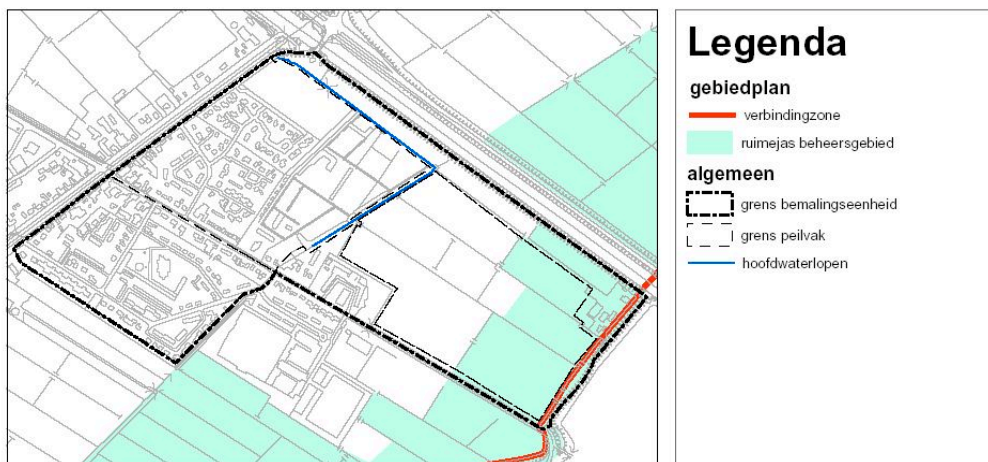 Legenda
gebiedplan
verbindingzone
ruimejas beheersgebied
algemeen
grens bemalingseenheid
grens peilvak
hoofdwaterlopen